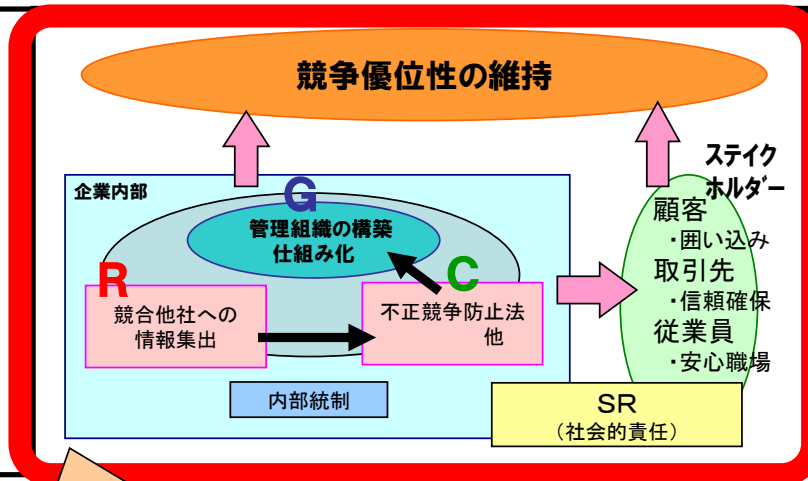 競争優位性の維持
ステイク
ホルダー
企業内部
G
管理組織の構築
仕組み化
R
C
競合他社への
情報集出
不正競争防止法
他
内部統制
顧客
・囲い込み
取引先
・信頼確保
従業員
・安心職場
SR
（社会的責任）